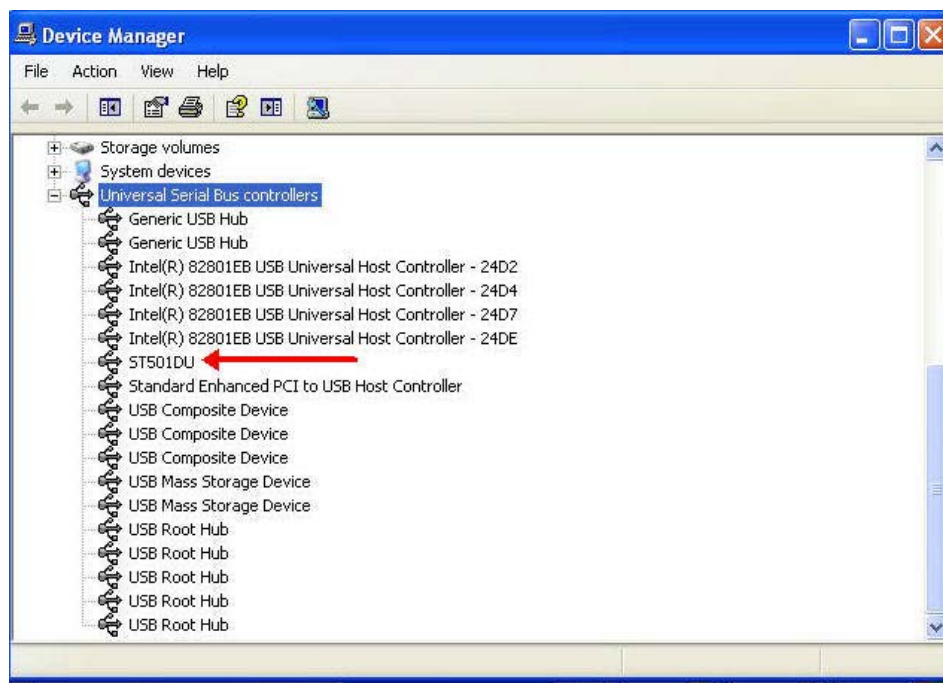 Device Manager
File Action View Help
Storage volumes
System devices
Universal Serial Bus controllers
Generic USB Hub
Generic USB Hub
Intel(R) 82801EB USB Universal Host Controller - 24D2
Intel(R) 82801EB USB Universal Host Controller - 24D4
Intel(R) 82801EB USB Universal Host Controller - 24D7
Intel(R) 82801EB USB Universal Host Controller - 24DE
ST501DU
Standard Enhanced PCI to USB Host Controller
USB Composite Device
USB Composite Device
USB Composite Device
USB Mass Storage Device
USB Mass Storage Device
USB Root Hub
USB Root Hub
USB Root Hub
USB Root Hub
USB Root Hub